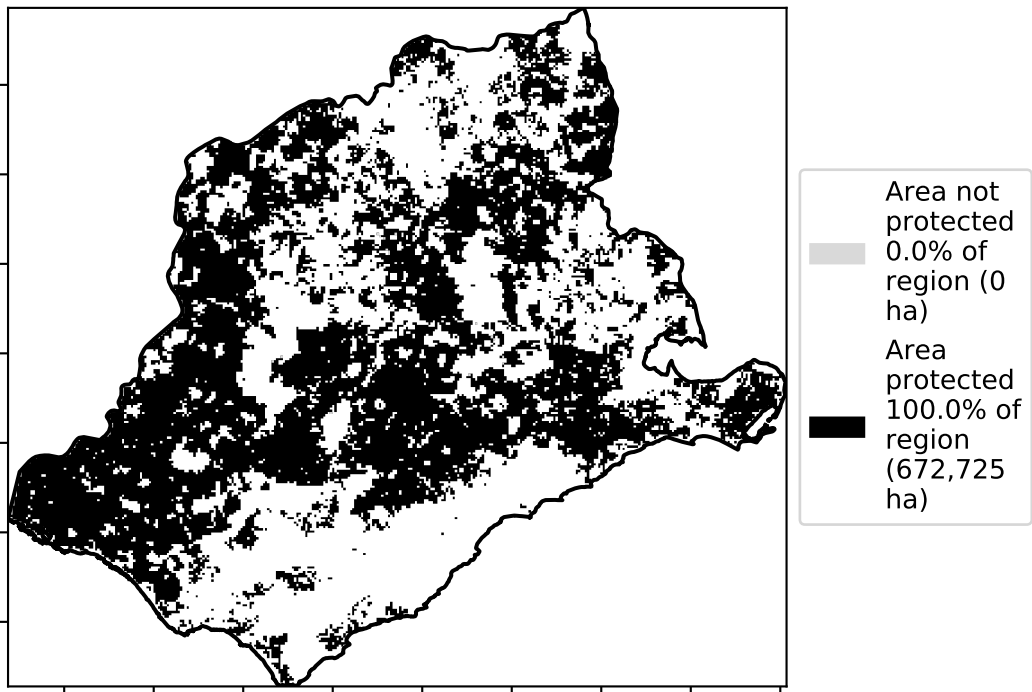 Area not
protected
0.0% of
region (0
ha)
Area
protected
100.0% of
region
(672,725
ha)